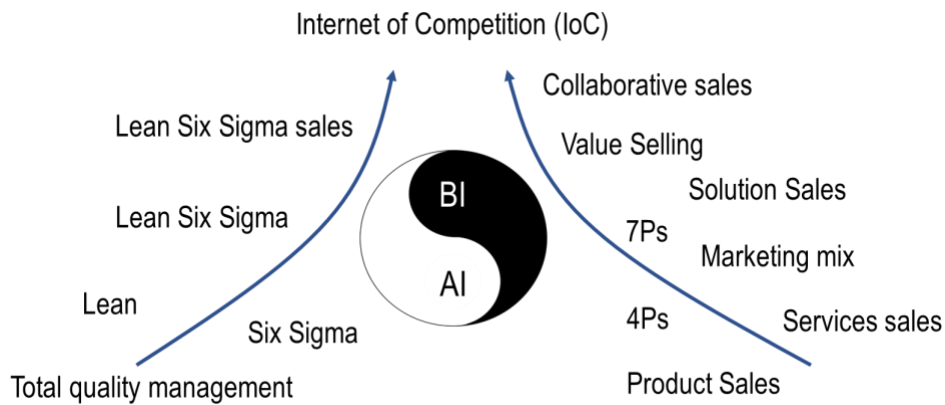 Internet of Competition (IoC)
Collaborative sales
Lean Six Sigma sales
Value Selling
BI
Solution Sales
Lean Six Sigma
7Ps
Marketing mix
AI
Lean
4Ps
Services sales
Six Sigma
Total quality management
Product Sales